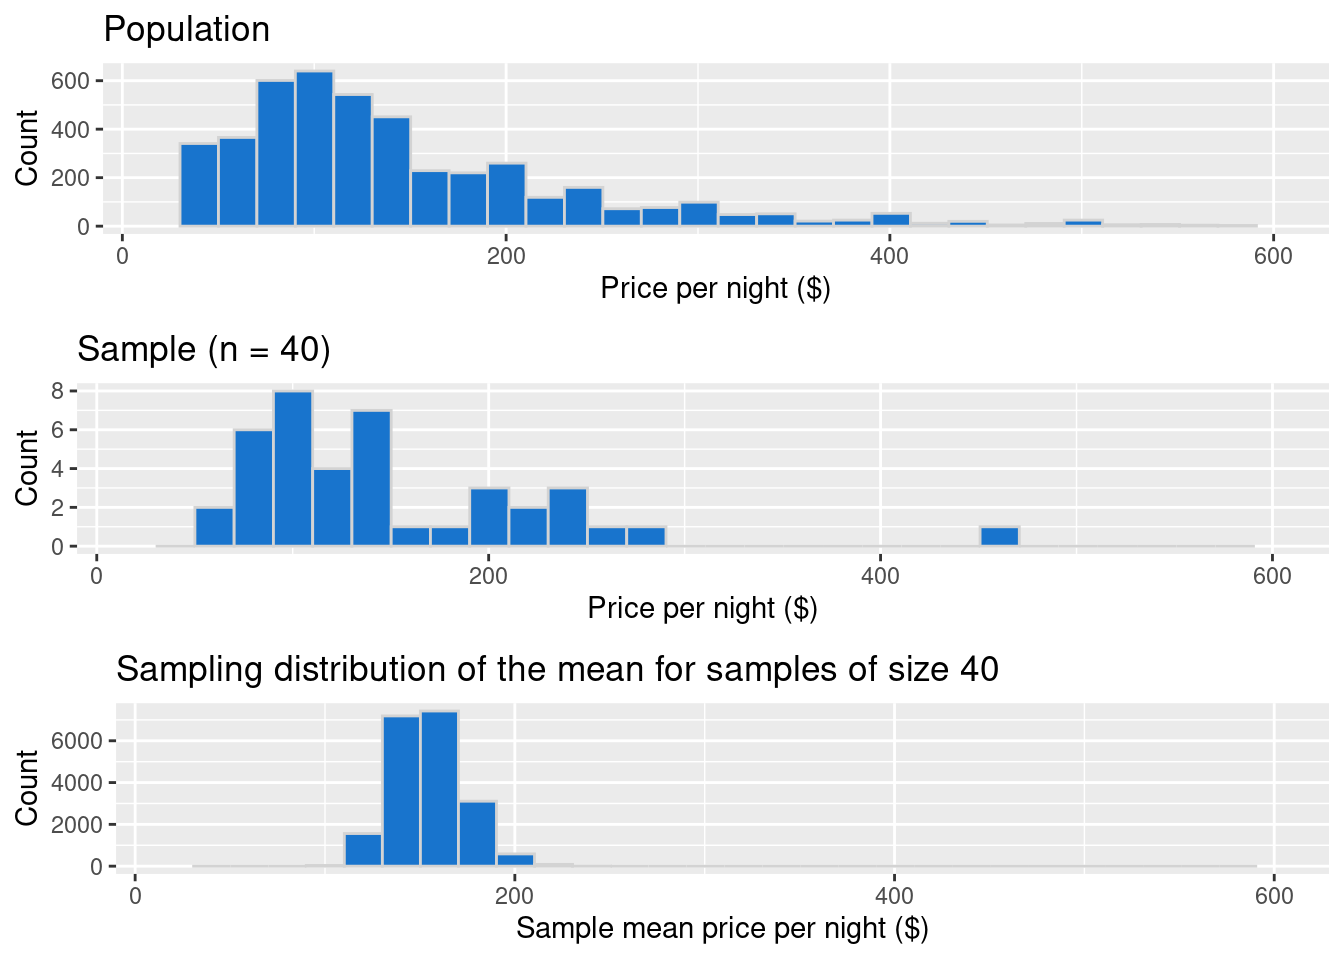 Population
600
400
200
0
Count
0 200 400 600
Price per night ($)
Sample (n = 40)
8
6
4
2
0
Count
0 200 400 600
Price per night ($)
Sampling distribution of the mean for samples of size 40
6000
4000
2000
0
Count
0 200 400 600
Sample mean price per night ($)